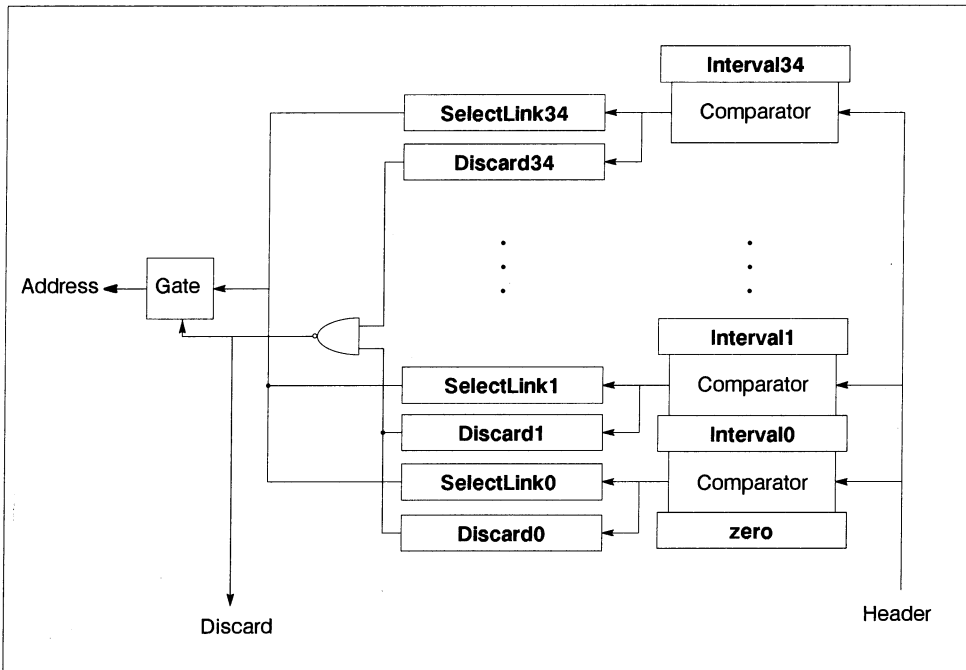 Interval34
SelectLink34
Comparator
Discard34
Address
Gate
Interval1
SelectLink1
Comparator
Discard1
Interval0
SelectLink0
Comparator
Discard0
zero
Header
Discard